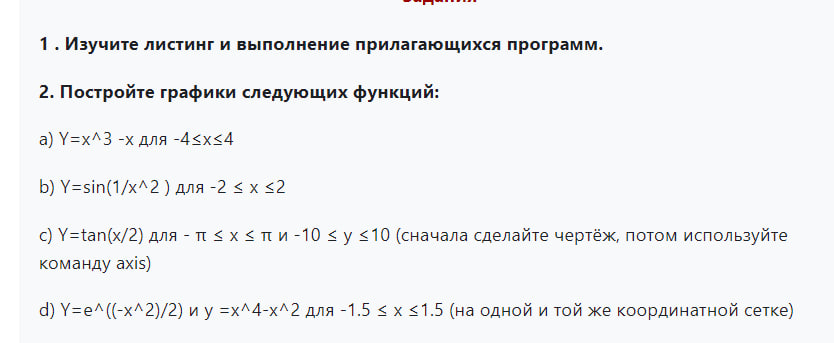 1 . Изучите листинг и выполнение прилагающихся программ.
2. Постройте графики следующих функций:
a) Y=x^3 -x для -4≤x≤4
b) Y=sin(1/x^2 ) для -2 ≤ x ≤2
c) Y=tan(x/2) для - π ≤ x ≤ π и -10 ≤ y ≤10 (сначала сделайте чертёж, потом используйте
команду axis)
d) Y=e^((-x^2)/2) и y =x^4-x^2 для -1.5 ≤ x ≤1.5 (на одной и той же координатной сетке)